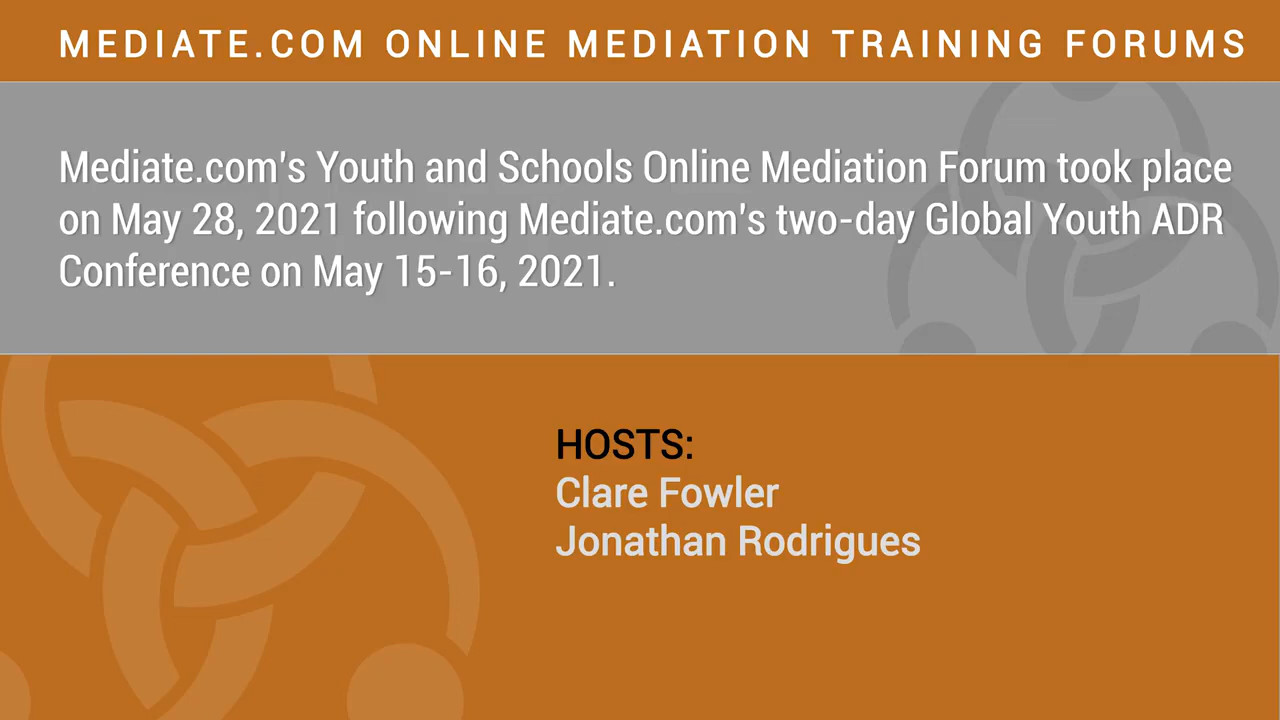 MEDIATE.COM ONLINE MEDIATION TRAINING FORUMS
Mediate.com's Youth and Schools Online Mediation Forum took place
on May 28, 2021 following Mediate.com's two-day Global Youth ADR
Conference on May 15-16, 2021.
HOSTS:
Clare Fowler
Jonathan Rodrigues